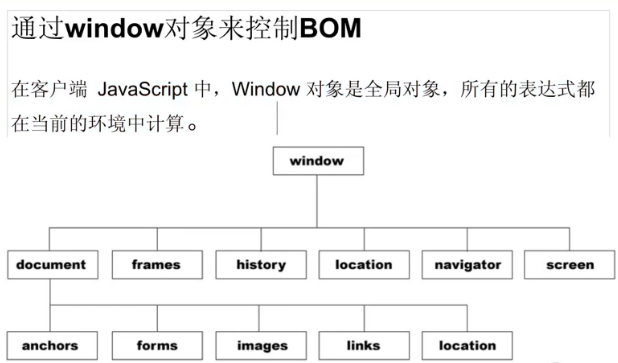 通过window对象来控制BOM
在客户端 JavaScript 中，Window 对象是全局对象，所有的表达式都
在当前的环境中计算。
window
document frames history location navigator screen
anchors forms images links location